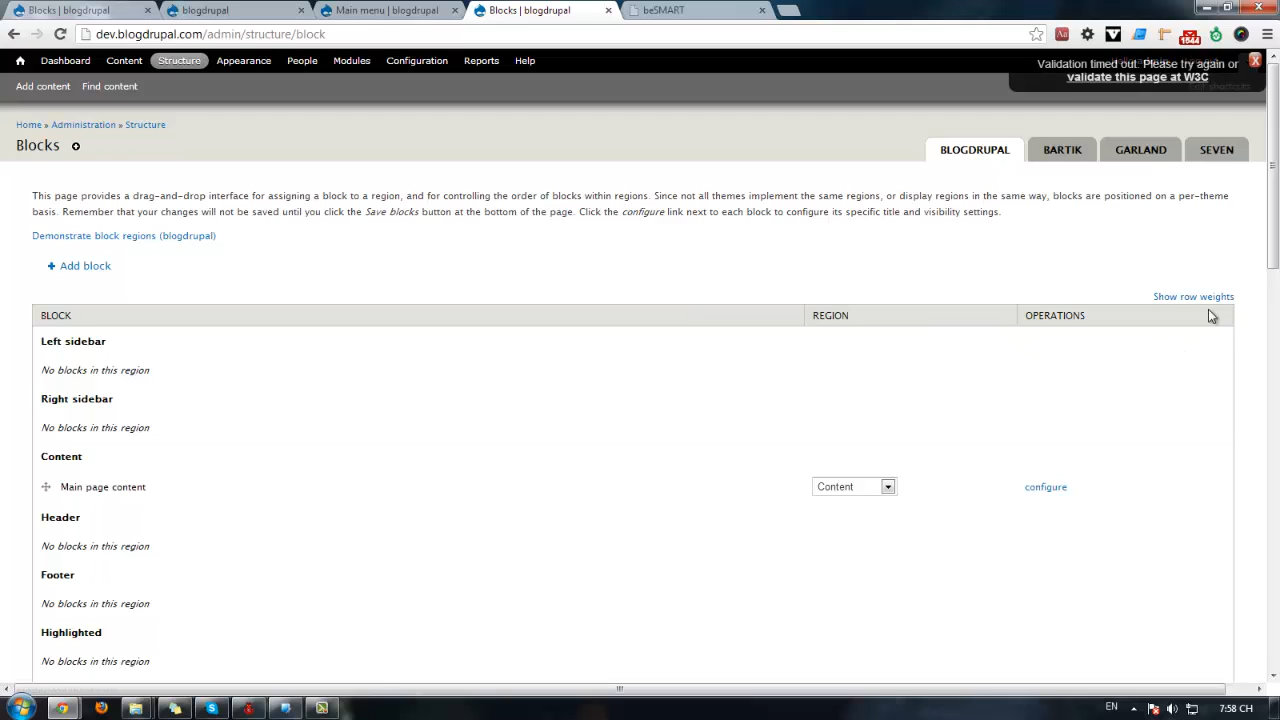 Blocks | blogdrupal
blogdrupal
Main menu | blogdrupal
Blocks | blogdrupal
beSMART
dev.blogdrupal.com/admin/structure/block
1544
Dashboard Content Structure Appearance People Modules Configuration Reports Help
Validation timed out. Please try again or
validate this page at W3C
Add content Find content
Home » Administration » Structure
Blocks
BLOGDRUPAL BARTIK GARLAND SEVEN
This page provides a drag-and-drop interface for assigning a block to a region, and for controlling the order of blocks within regions. Since not all themes implement the same regions, or display regions in the same way, blocks are positioned on a per-theme
basis. Remember that your changes will not be saved until you click the Save blocks button at the bottom of the page. Click the configure link next to each block to configure its specific title and visibility settings.
Demonstrate block regions (blogdrupal)
+ Add block
Show row weights
BLOCK REGION OPERATIONS
Left sidebar
No blocks in this region
Right sidebar
No blocks in this region
Content
Main page content Content configure
Header
No blocks in this region
Footer
No blocks in this region
Highlighted
No blocks in this region
EN 7:58 CH